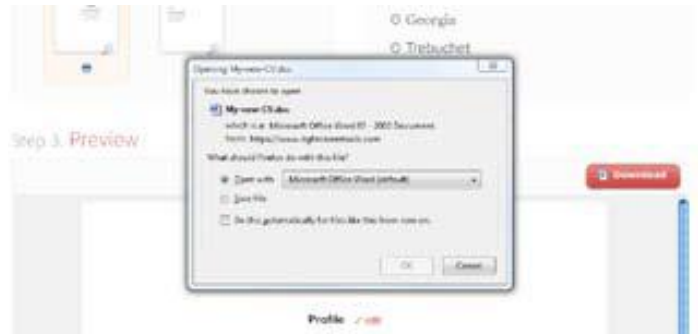 Georgia
Trebuchet
Opening My-new-CV.doc
You have chosen to open
My-new-CV.doc
which is a: Microsoft Office Word 97 - 2003 Document
from:
What should Firefox do with this file?
Open with Microsoft Office Word (default)
Save File
Do this automatically for files like this from now on.
OK Cancel
Step 3. Preview
Download
Profile edit